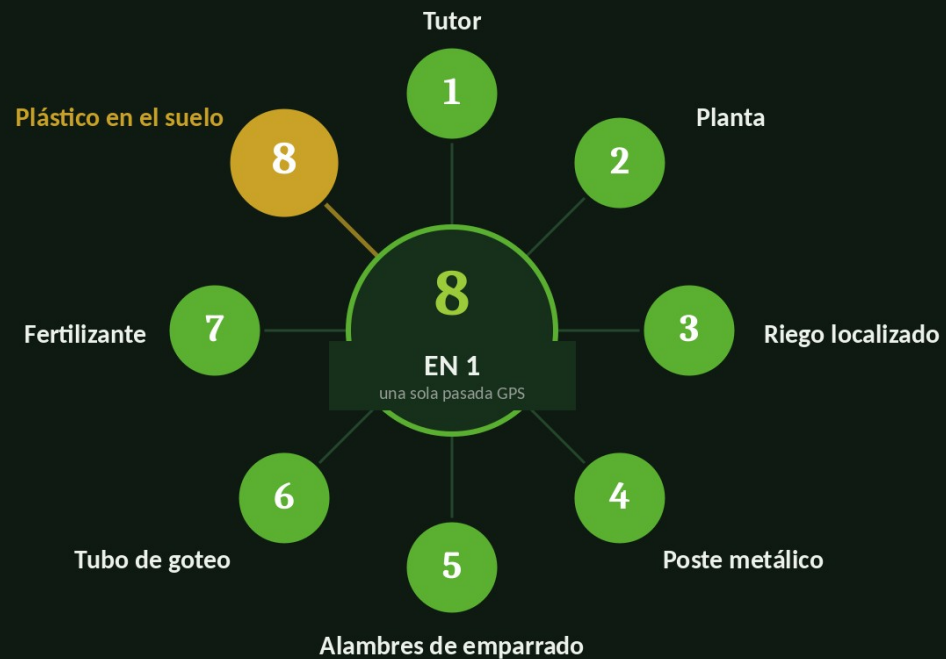 Tutor
1
Planta
2
Riego localizado
3
Poste metálico
4
Alambres de emparrado
5
Tubo de goteo
6
Fertilizante
7
Plástico en el suelo
8
8
EN 1
una sola pasada GPS